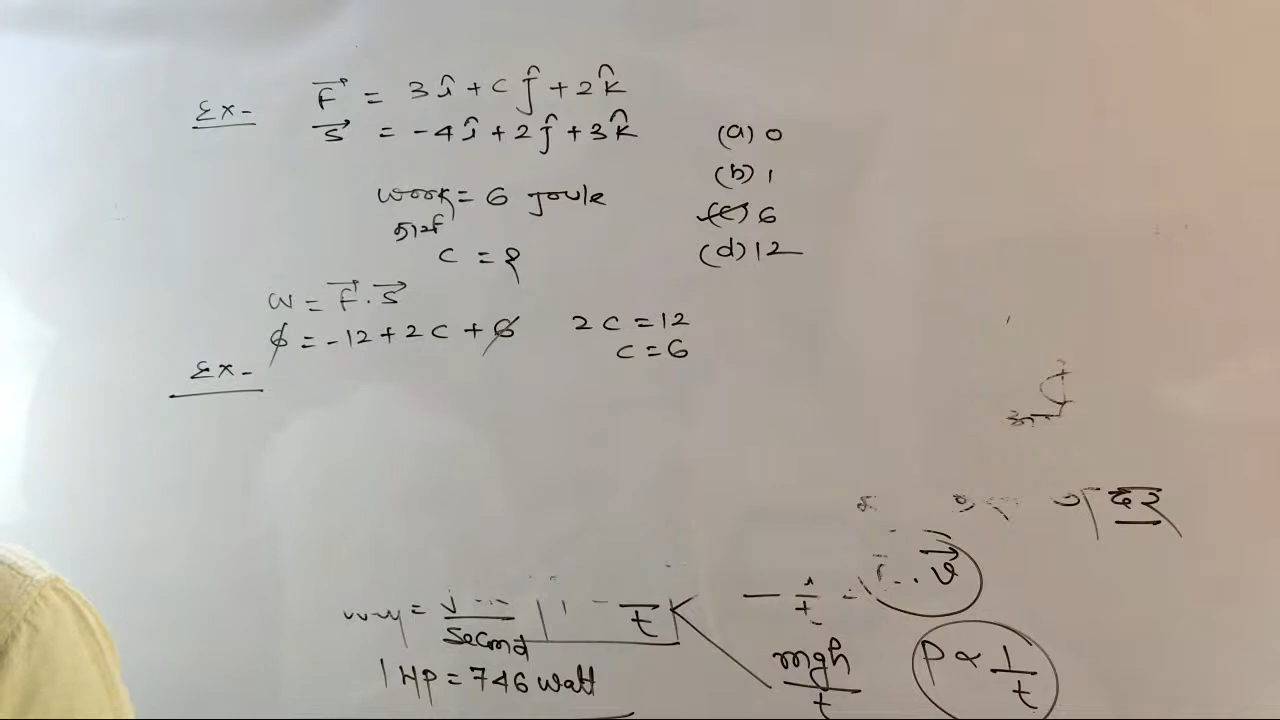 Ex- F = 3î + c ĵ + 2k̂
S = -4î + 2ĵ + 3k̂
(a) 0
(b) 1
work = 6 Joule
कार्य
(c) 6
c = ?
(d) 12
W = F . S
6 = -12 + 2c + 6 2c = 12
c = 6
Ex-
दर
second
t
1 HP = 746 watt
mgh
t
P ∝ 1
t